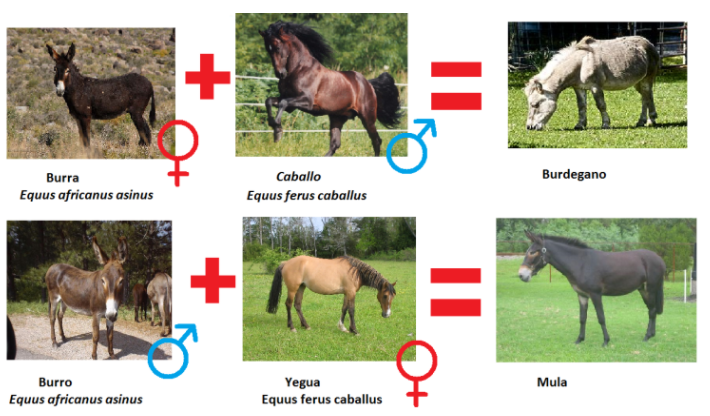 Burra
Equus africanus asinus
Caballo
Equus ferus caballus
Burdegano
Burro
Equus africanus asinus
Yegua
Equus ferus caballus
Mula